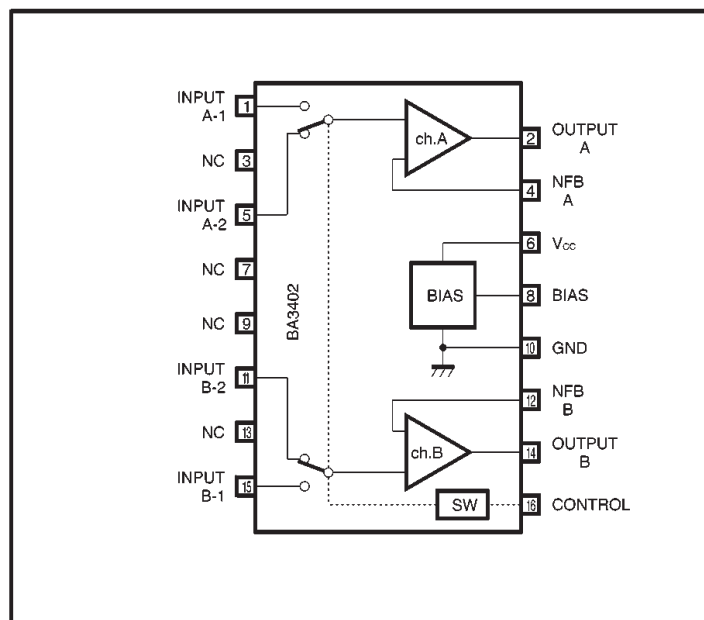 INPUT
A-1
1
NC
3
INPUT
A-2
5
NC
7
NC
9
INPUT
B-2
11
NC
13
INPUT
B-1
15
BA3402
ch.A
BIAS
ch.B
SW
2
OUTPUT
A
4
NFB
A
6
Vcc
8
BIAS
10
GND
12
NFB
B
14
OUTPUT
B
16
CONTROL